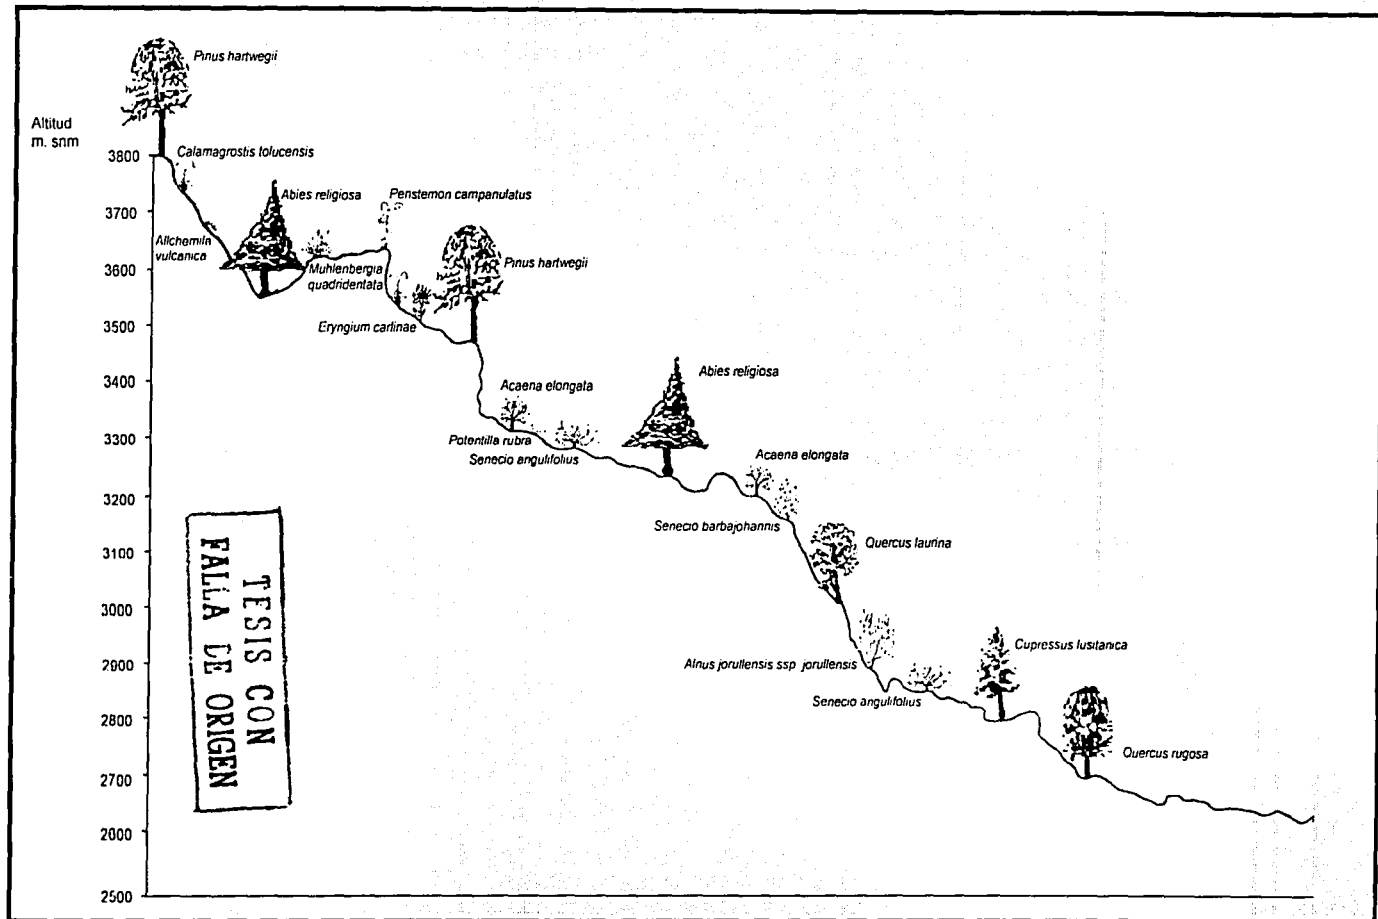 Pinus hartwegii
Altitud
m. snm
3800
Calamagrostis tolucensis
Abies religiosa
Penstemon campanulatus
3700
Allchemila
vulcanica
Muhlenbergia
quadridentata
Pinus hartwegii
3600
Eryngium carlinae
3500
3400
Abies religiosa
Acaena elongata
3300
Potentilla rubra
Senecio angulifolius
Acaena elongata
3200
Senecio barbajohannis
Quercus laurina
3100
3000
2900
Alnus jorullensis ssp jorullensis
Cupressus lusitanica
Senecio angulifolius
2800
Quercus rugosa
2700
2600
2500
TESIS CON
FALLA DE ORIGEN